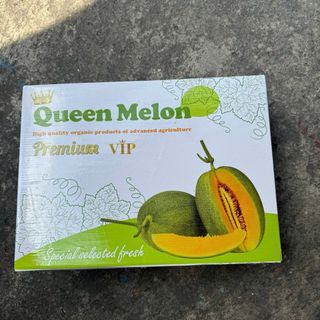 Queen Melon
High quality organic products of advanced agriculture
Premium VIP
Special selected fresh